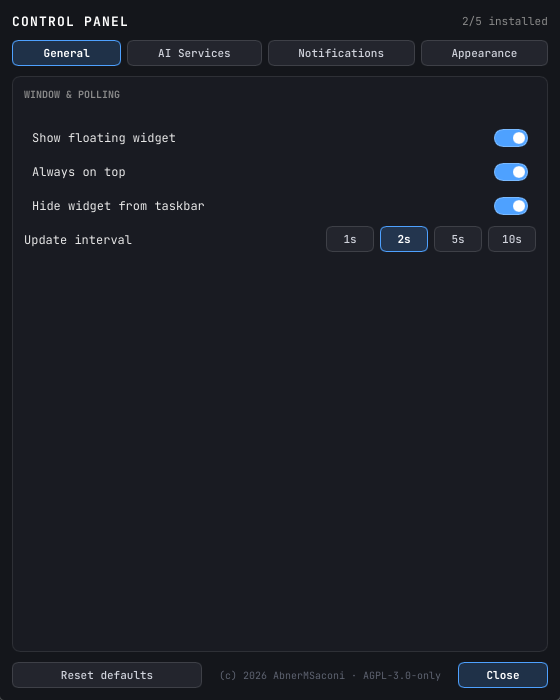 CONTROL PANEL 2/5 installed
General AI Services Notifications Appearance
WINDOW & POLLING
Show floating widget
Always on top
Hide widget from taskbar
Update interval 1s 2s 5s 10s
Reset defaults (c) 2026 AbnerMSaconi · AGPL-3.0-only Close